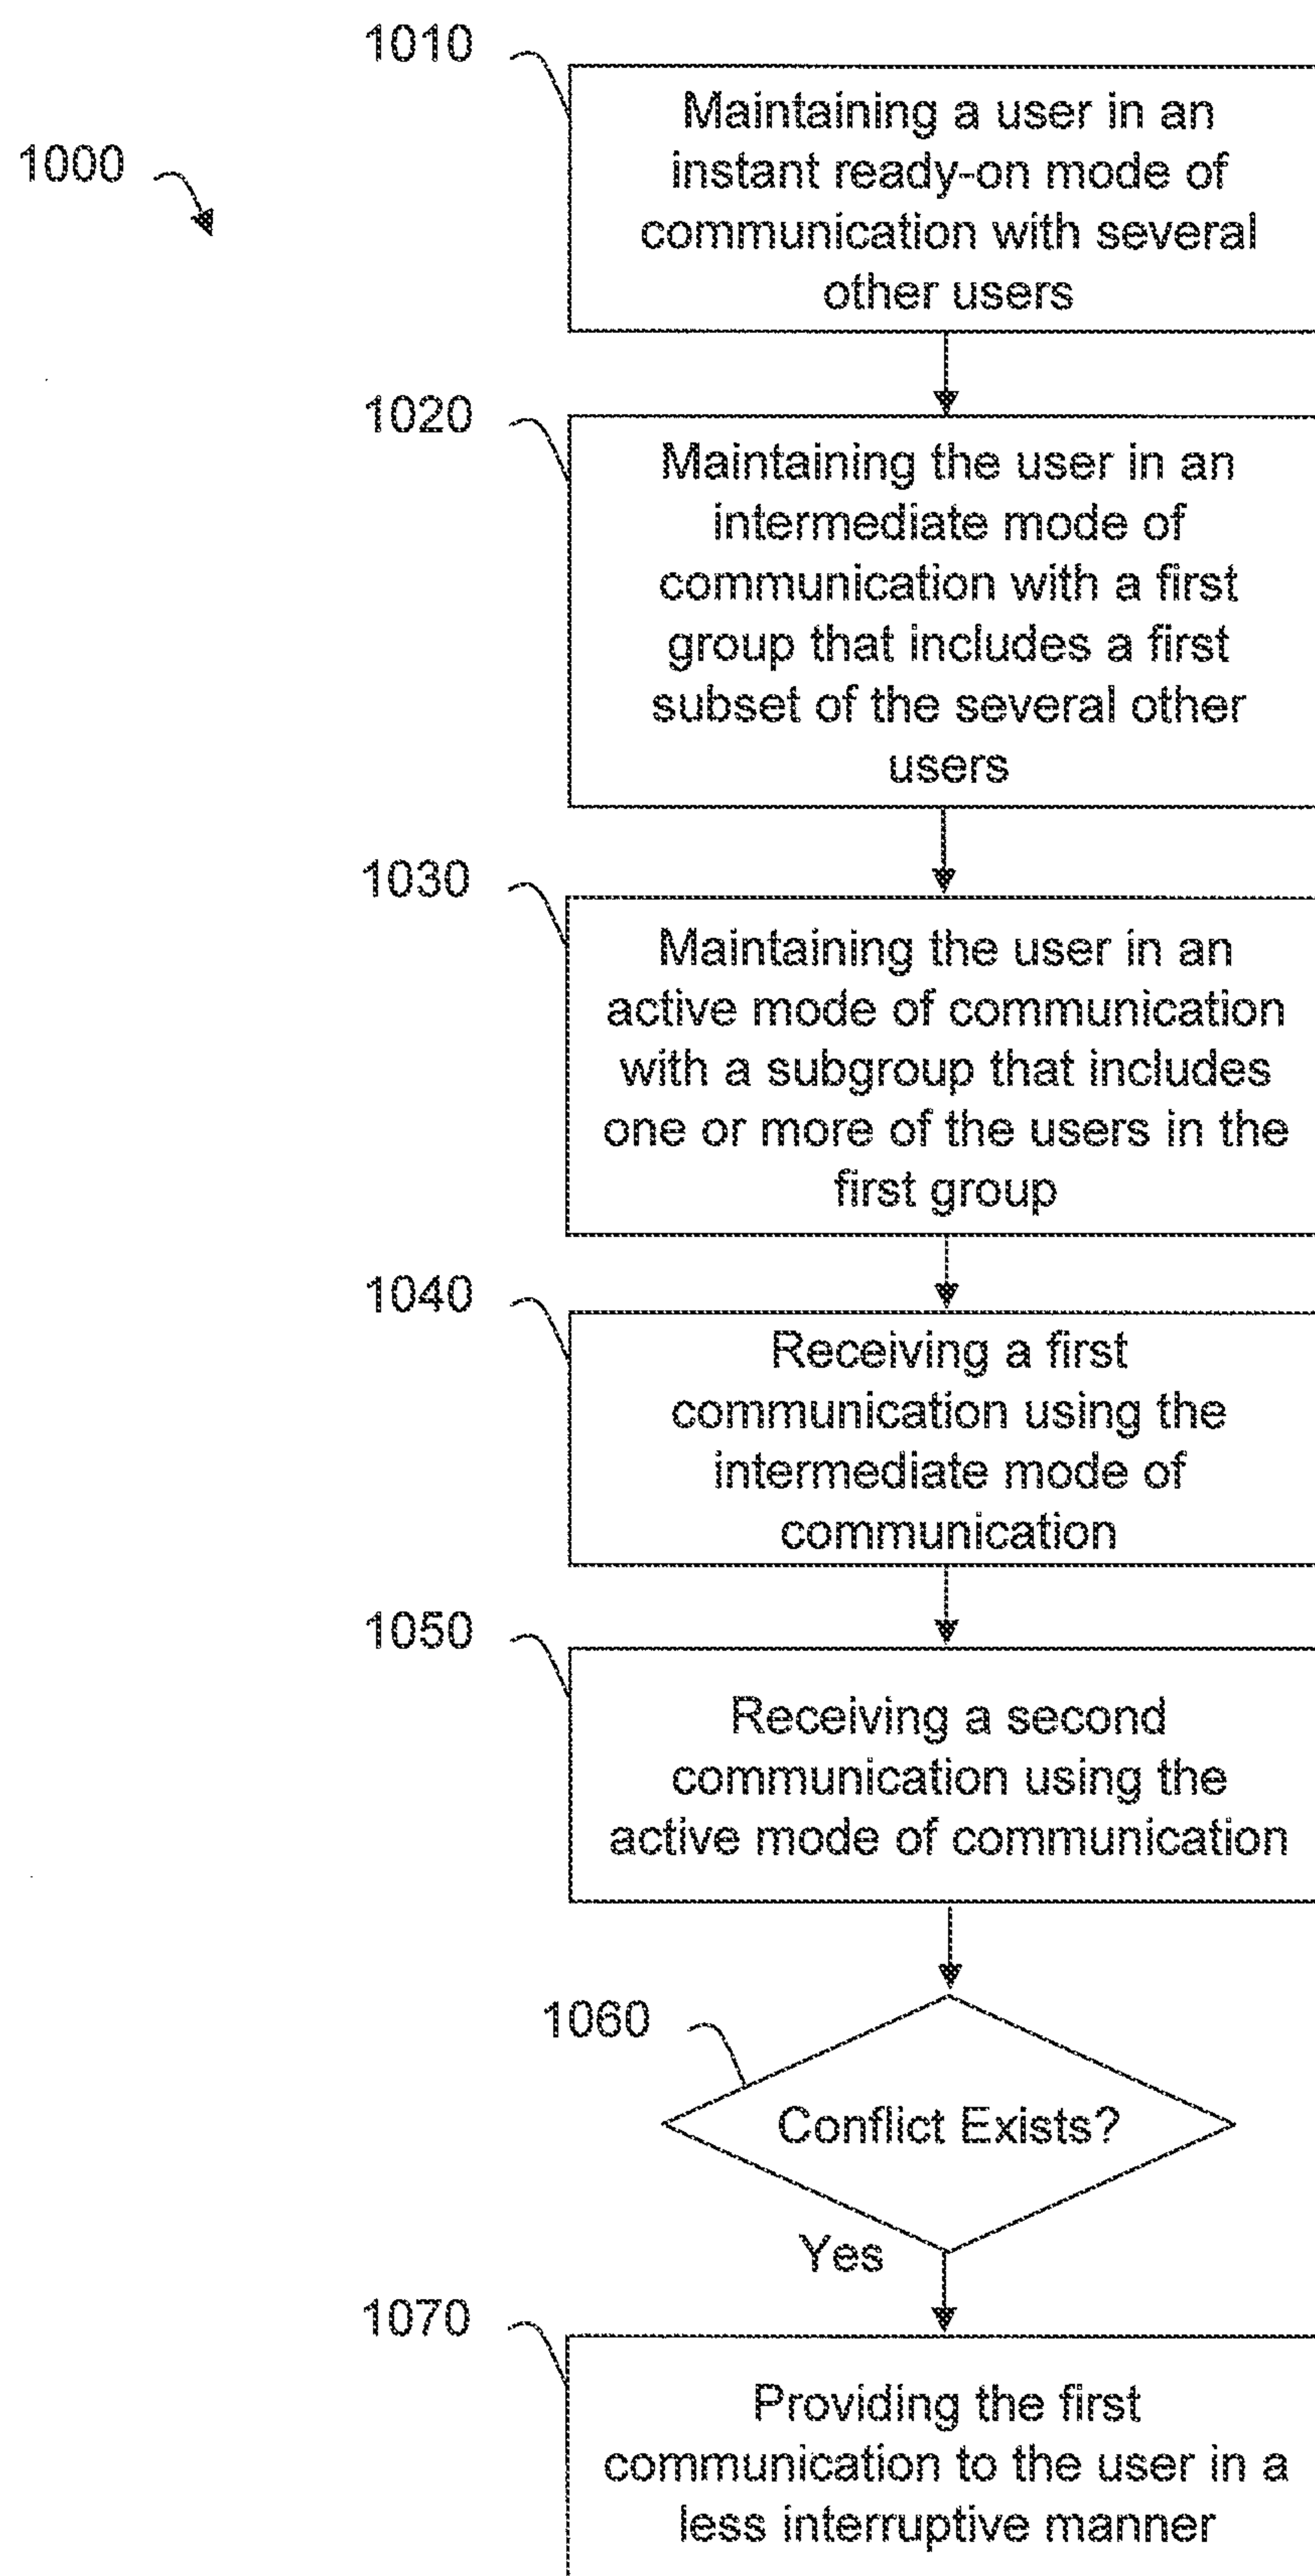 1000
1010
Maintaining a user in an
instant ready-on mode of
communication with several
other users
1020
Maintaining the user in an
intermediate mode of
communication with a first
group that includes a first
subset of the several other
users
1030
Maintaining the user in an
active mode of communication
with a subgroup that includes
one or more of the users in the
first group
1040
Receiving a first
communication using the
intermediate mode of
communication
1050
Receiving a second
communication using the
active mode of communication
1060
Conflict Exists?
Yes
1070
Providing the first
communication to the user in a
less interruptive manner